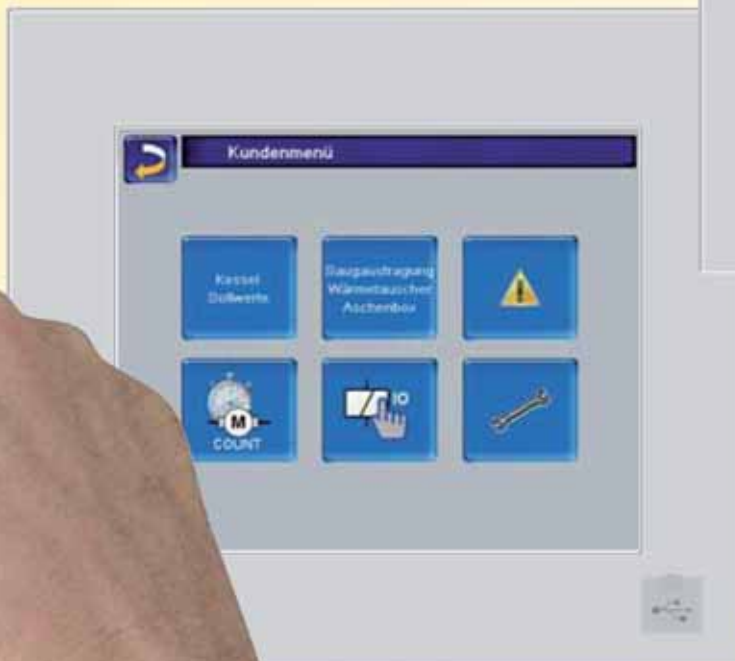 Kundenmenü
Kessel
Sollwerte
Saugaustragung
Wärmetauscher
Aschenbox
M
COUNT
IO